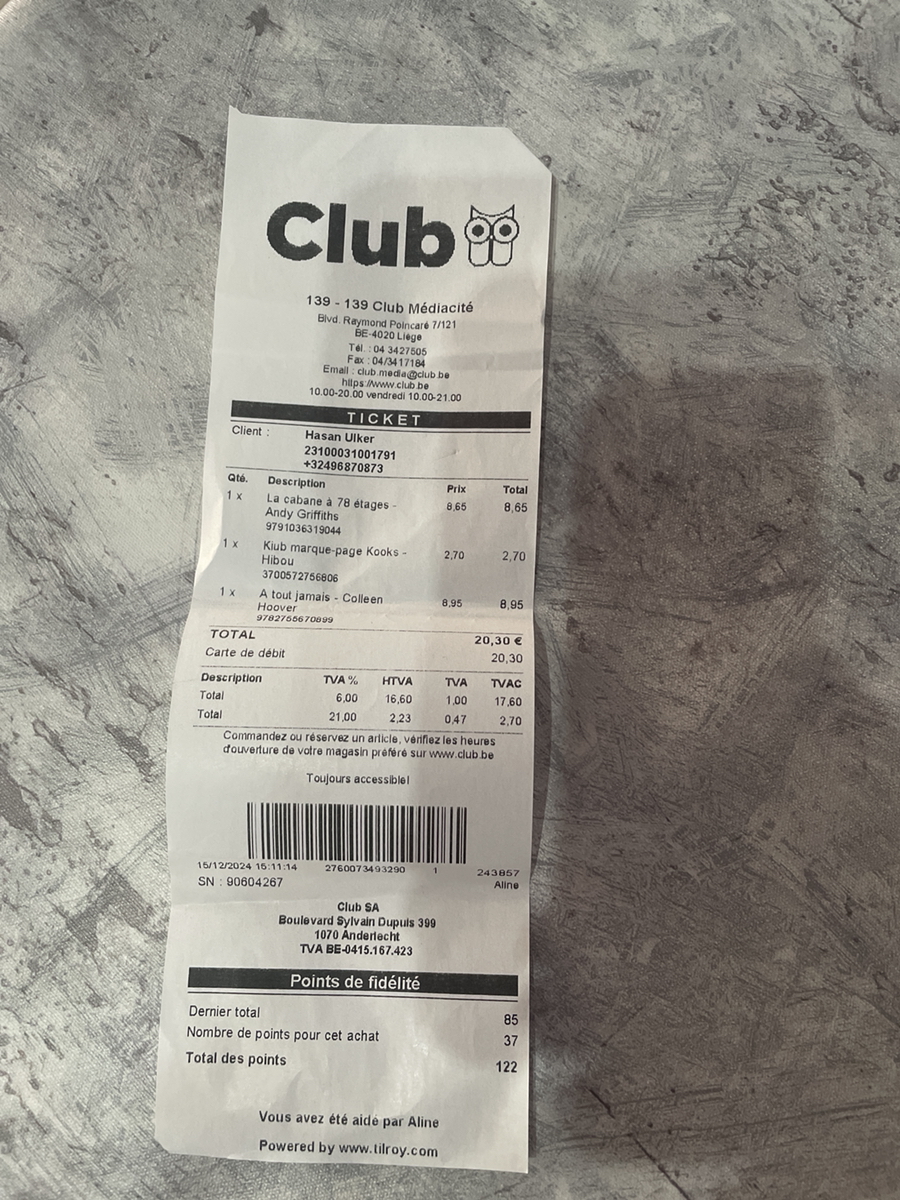 Club
139 - 139 Club Médiacité
Blvd. Raymond Poincaré 7/121
BE-4020 Liège
Tél. : 04 3427505
Fax : 04/3417184
Email : club.media@club.be
https://www.club.be
10.00-20.00 vendredi 10.00-21.00
TICKET
Client : Hasan Ulker
23100031001791
+32496870873
Qté. Description Prix Total
1 x La cabane à 78 étages - 8,65 8,65
Andy Griffiths
9791036319044
1 x Kiub marque-page Kooks - 2,70 2,70
Hibou
3700572756806
1 x A tout jamais - Colleen 8,95 8,95
Hoover
9782755670899
TOTAL 20,30 €
Carte de débit 20,30
Description TVA % HTVA TVA TVAC
Total 6,00 16,60 1,00 17,60
Total 21,00 2,23 0,47 2,70
Commandez ou réservez un article, vérifiez les heures
d'ouverture de votre magasin préféré sur www.club.be
Toujours accessible!
15/12/2024 15:11:14 2760073493290 1 243857
SN : 90604267 Aline
Club SA
Boulevard Sylvain Dupuis 399
1070 Anderlecht
TVA BE-0415.167.423
Points de fidélité
Dernier total 85
Nombre de points pour cet achat 37
Total des points 122
Vous avez été aidé par Aline
Powered by www.tilroy.com